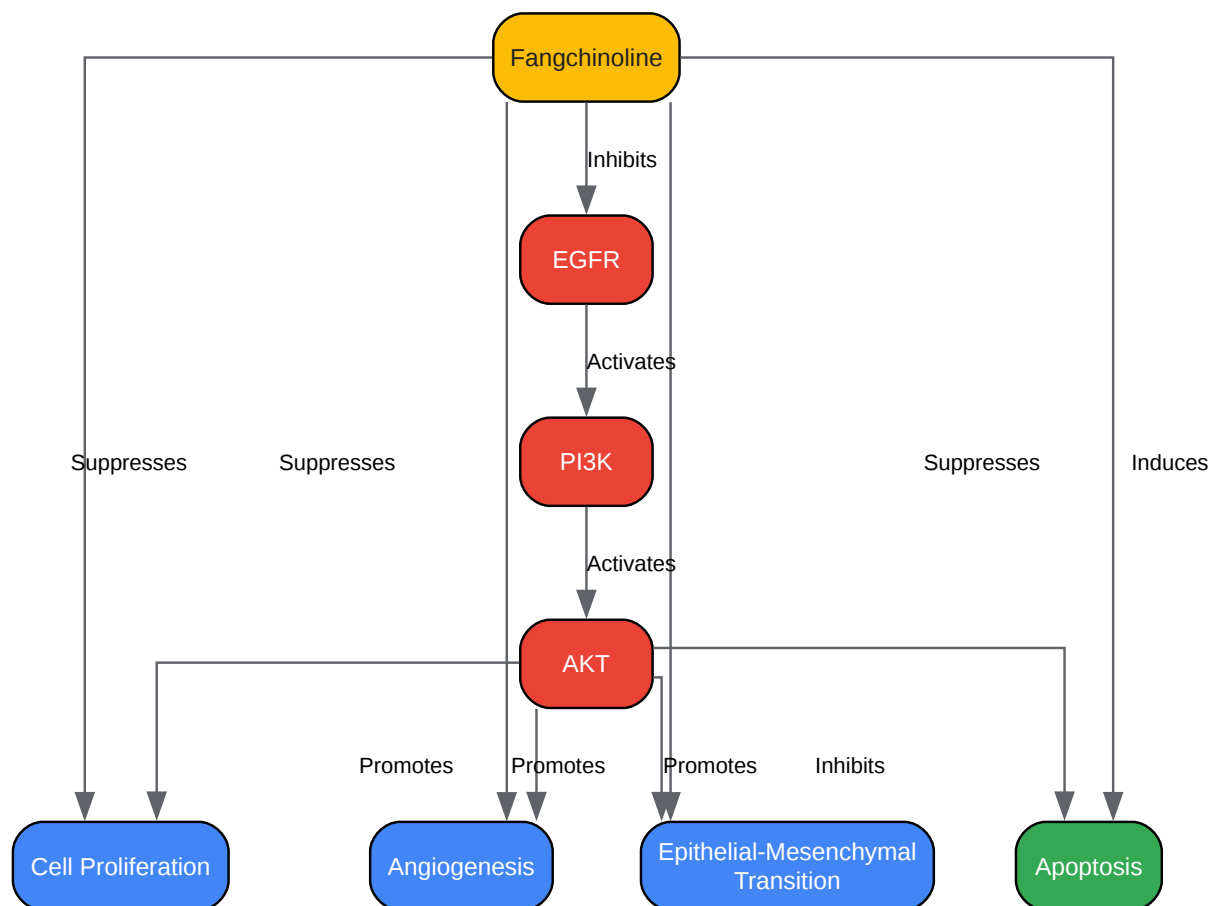 Fangchinoline
Inhibits
EGFR
Activates
PI3K
Suppresses
Suppresses
Suppresses
Induces
Activates
AKT
Promotes
Promotes
Promotes
Inhibits
Cell Proliferation
Angiogenesis
Epithelial-Mesenchymal
Transition
Apoptosis